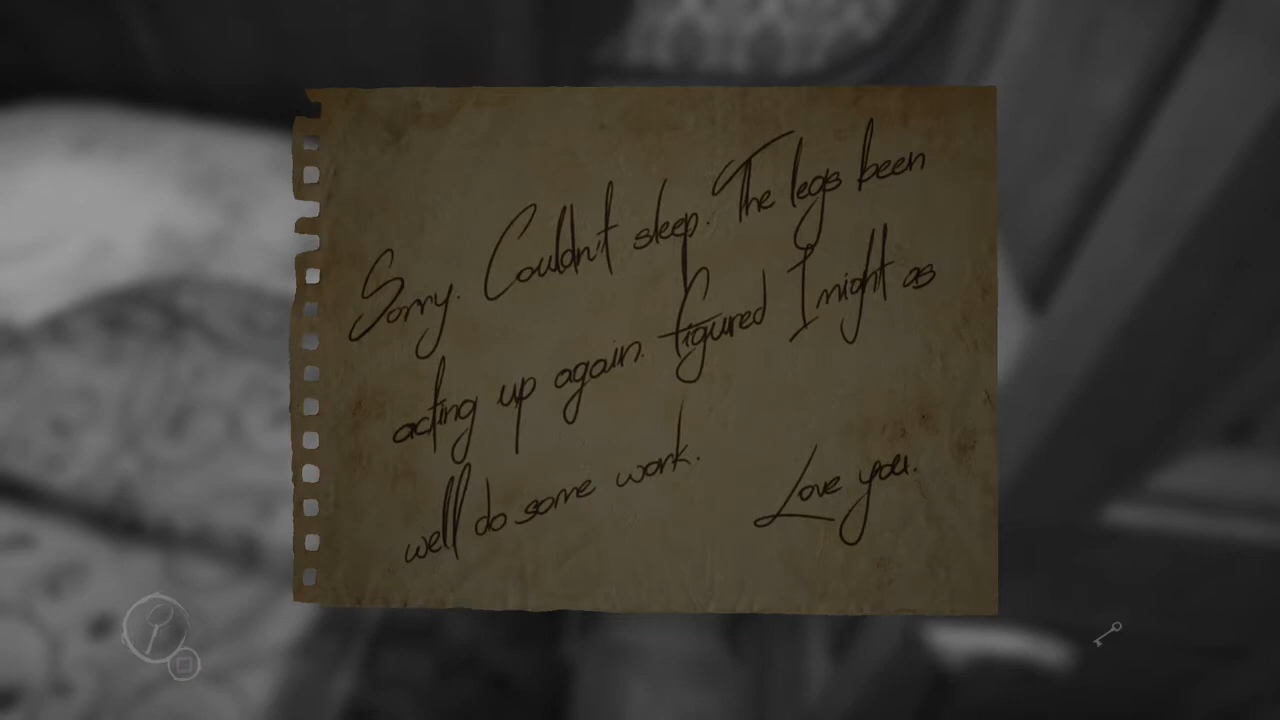 Sorry. Couldn't sleep. The legs been
acting up again. figured I might as
well do some work.
Love you.